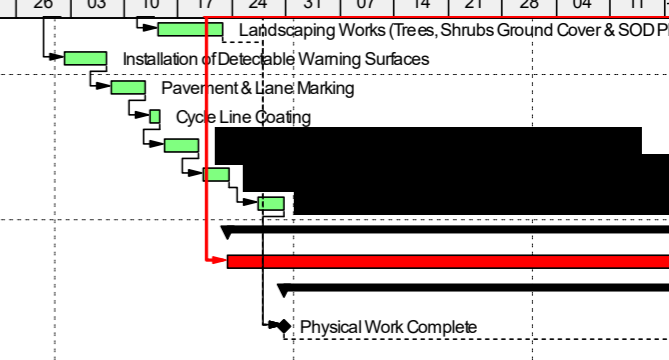 26 03 10 17 24 31 07 14 21 28 04 11
Landscaping Works (Trees, Shrubs Ground Cover & SOD
Installation of Detectable Warning Surfaces
Pavement & Lane Marking
Cycle Line Coating
Physical Work Complete